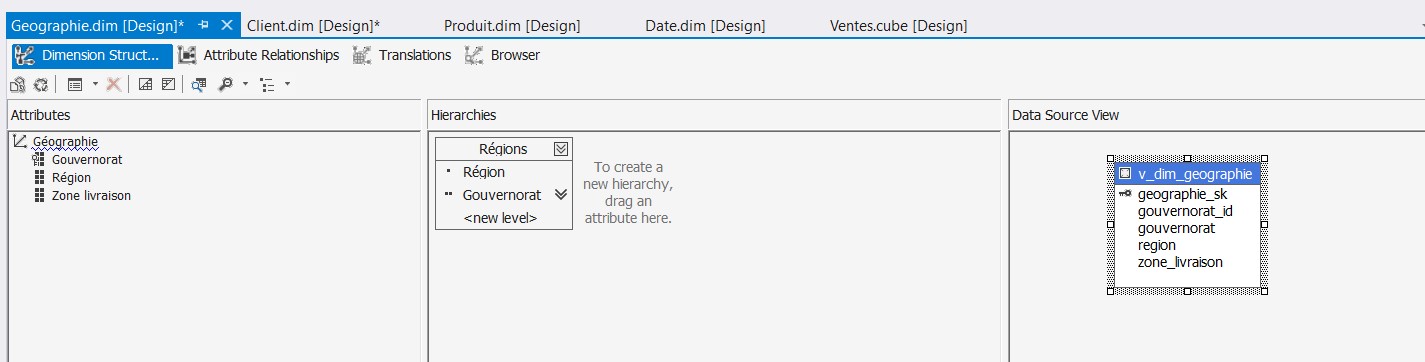 Geographie.dim [Design]* Client.dim [Design]* Produit.dim [Design] Date.dim [Design] Ventes.cube [Design]
Dimension Struct... Attribute Relationships Translations Browser
Attributes
Géographie
Gouvernorat
Région
Zone livraison
Hierarchies
Régions
Région
Gouvernorat
<new level>
To create a
new hierarchy,
drag an
attribute here.
Data Source View
v_dim_geographie
geographie_sk
gouvernorat_id
gouvernorat
region
zone_livraison